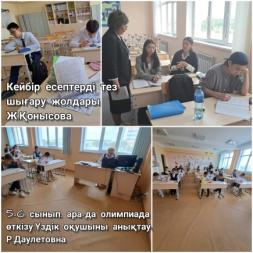 Кейбір есептерді тез
шығару жолдары
Ж.Қонысова
5-6 сынып ара да олимпиада
өткізу.Үздік оқушыны анықтау
Р.Даулетовна